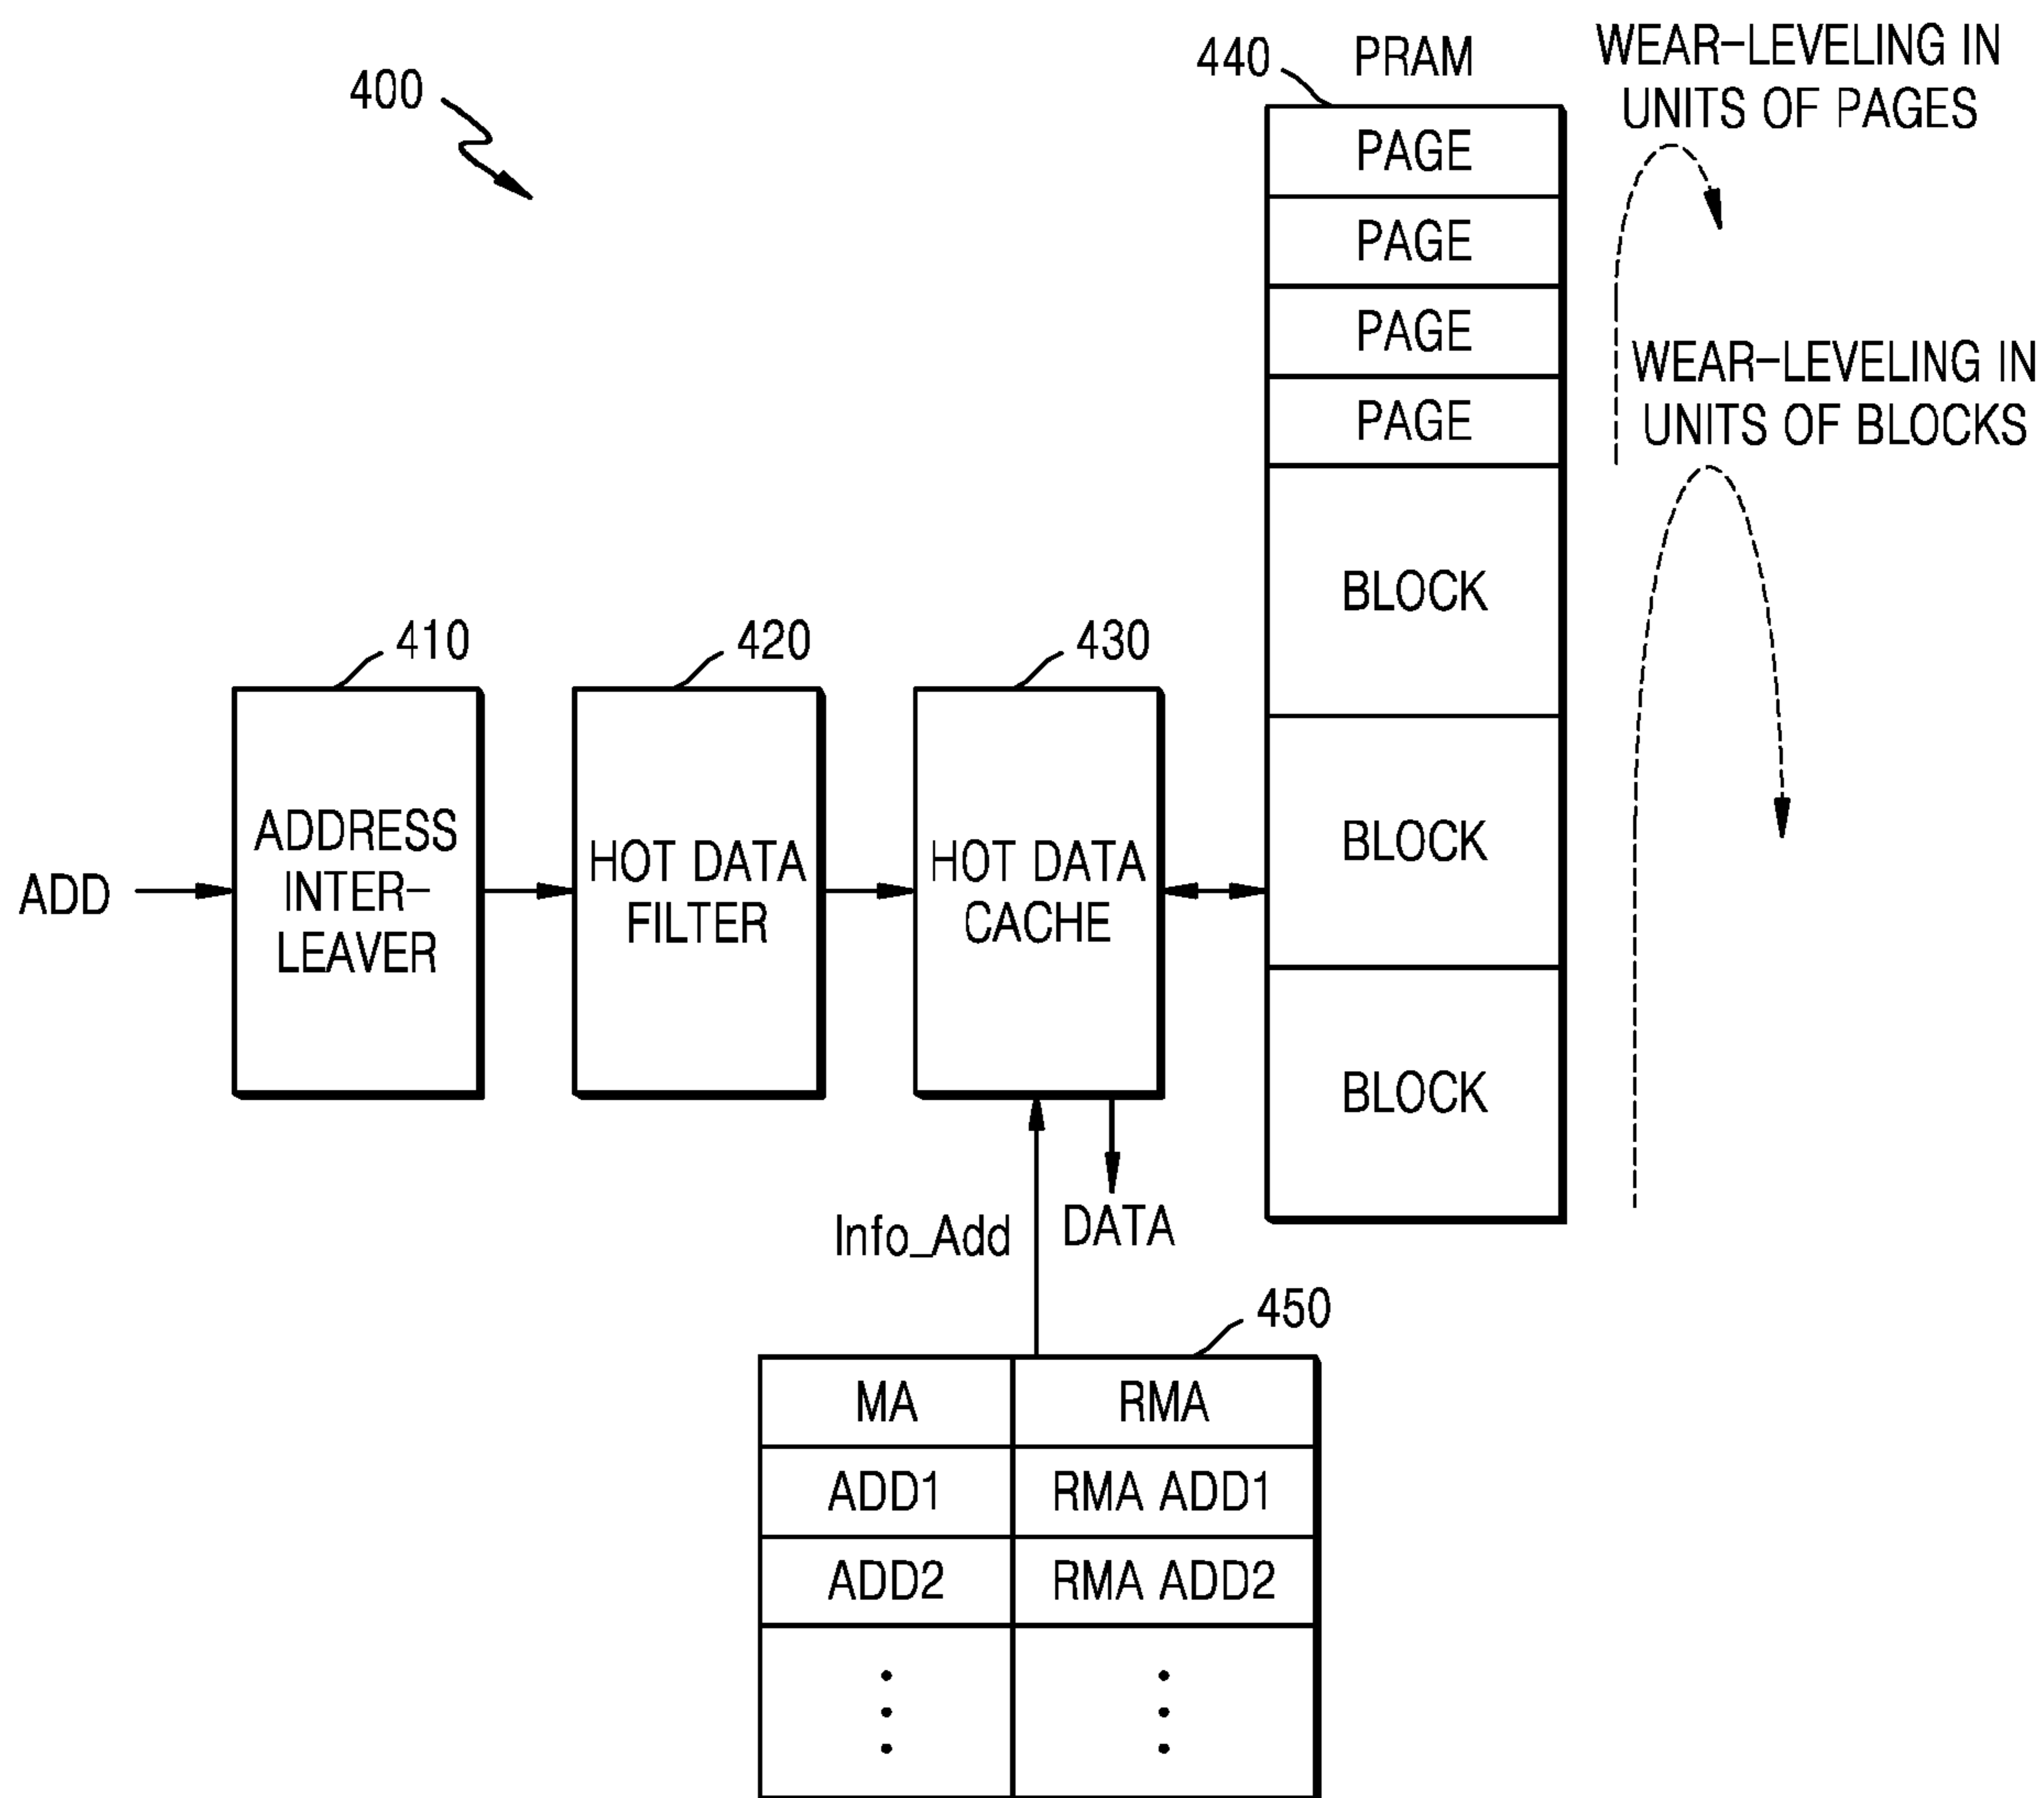 400
440
PRAM
WEAR-LEVELING IN
UNITS OF PAGES
PAGE
PAGE
PAGE
PAGE
WEAR-LEVELING IN
UNITS OF BLOCKS
BLOCK
BLOCK
BLOCK
410
420
430
ADD
ADDRESS
INTER-
LEAVER
HOT DATA
FILTER
HOT DATA
CACHE
Info_Add
DATA
450
MA
RMA
ADD1
RMA ADD1
ADD2
RMA ADD2